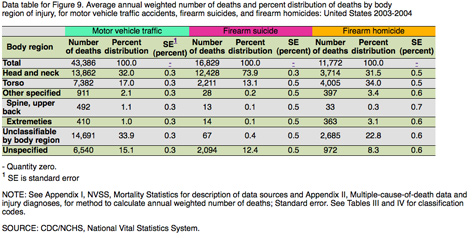 Data table for Figure 9. Average annual weighted number of deaths and percent distribution of deaths by body
region of injury, for motor vehicle traffic accidents, firearm suicides, and firearm homicides: United States 2003-2004
Motor vehicle traffic Firearm suicide Firearm homicide
Body region Number of deaths Percent distribution SE1 (percent) Number of deaths Percent distribution SE (percent) Number of deaths Percent distribution SE (percent)
Total 43,386 100.0 - 16,829 100.0 - 11,772 100.0 -
Head and neck 13,862 32.0 0.3 12,428 73.9 0.3 3,714 31.5 0.5
Torso 7,382 17.0 0.3 2,211 13.1 0.5 4,005 34.0 0.5
Other specified 911 2.1 0.3 28 0.2 0.5 397 3.4 0.6
Spine, upper back 492 1.1 0.3 13 0.1 0.5 33 0.3 0.7
Extremeties 410 1.0 0.3 14 0.1 0.5 363 3.1 0.6
Unclassifiable by body region 14,691 33.9 0.3 67 0.4 0.5 2,685 22.8 0.6
Unspecified 6,540 15.1 0.3 2,094 12.4 0.5 972 8.3 0.6
- Quantity zero.
1 SE is standard error
NOTE: See Appendix I, NVSS, Mortality Statistics for description of data sources and Appendix II, Multiple-cause-of-death data and
injury diagnoses, for method to calculate annual weighted number of deaths; Standard error. See Tables III and IV for classification
codes.
SOURCE: CDC/NCHS, National Vital Statistics System.